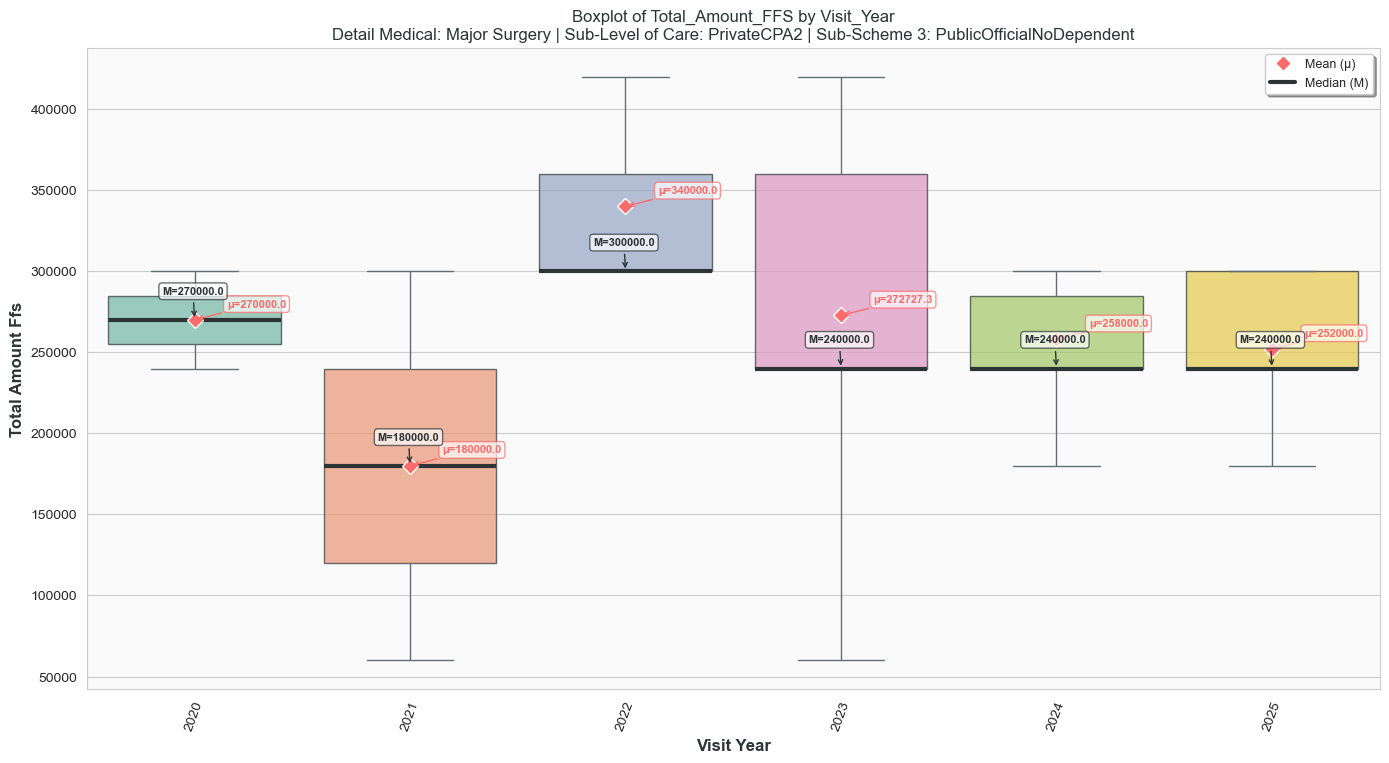 Boxplot of Total_Amount_FFS by Visit_Year
Detail Medical: Major Surgery | Sub-Level of Care: PrivateCPA2 | Sub-Scheme 3: PublicOfficialNoDependent
Mean (μ)
Median (M)
Total Amount Ffs
400000
350000
300000
250000
200000
150000
100000
50000
M=270000.0
μ=270000.0
M=180000.0
μ=180000.0
μ=340000.0
M=300000.0
μ=272727.3
M=240000.0
μ=258000.0
M=240000.0
μ=252000.0
M=240000.0
2020
2021
2022
2023
2024
2025
Visit Year